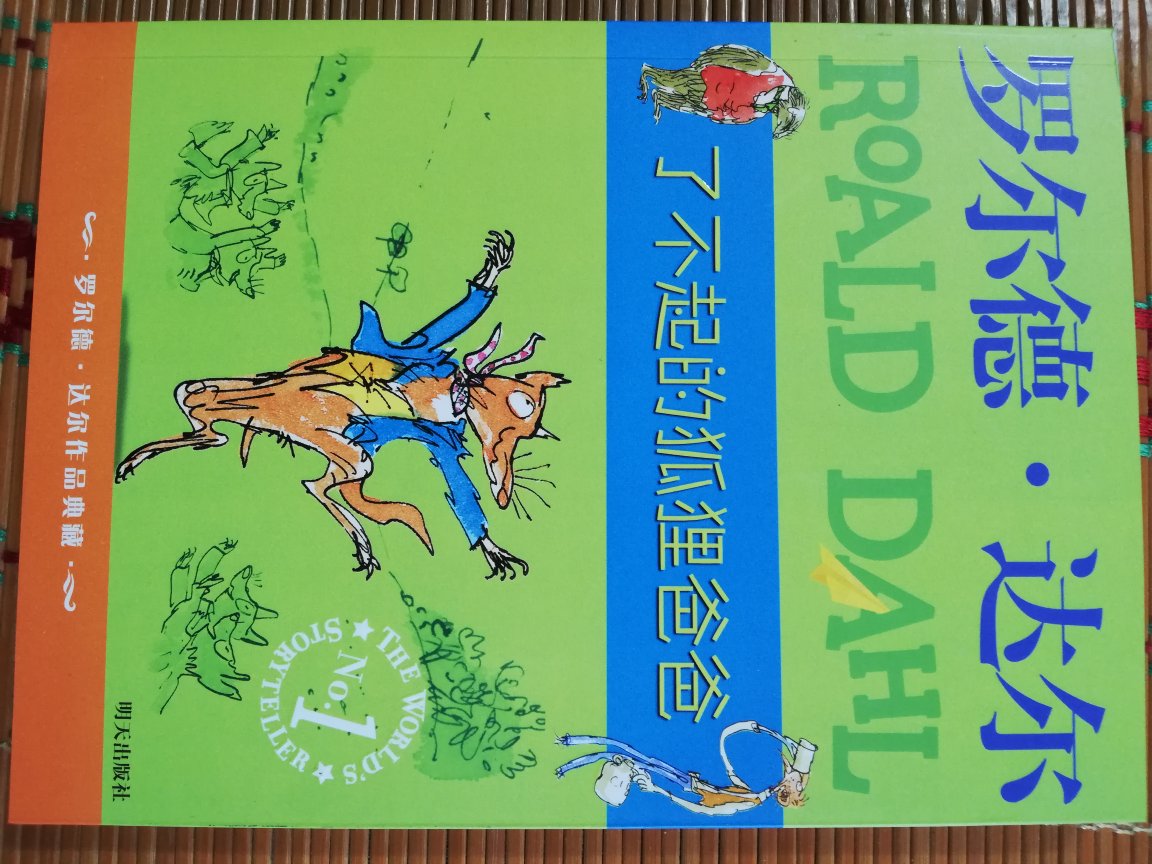 罗尔德·达尔
ROALD DAHL
了不起的狐狸爸爸
THE WORLD'S
No.1
STORYTELLER
明天出版社
罗尔德·达尔作品典藏